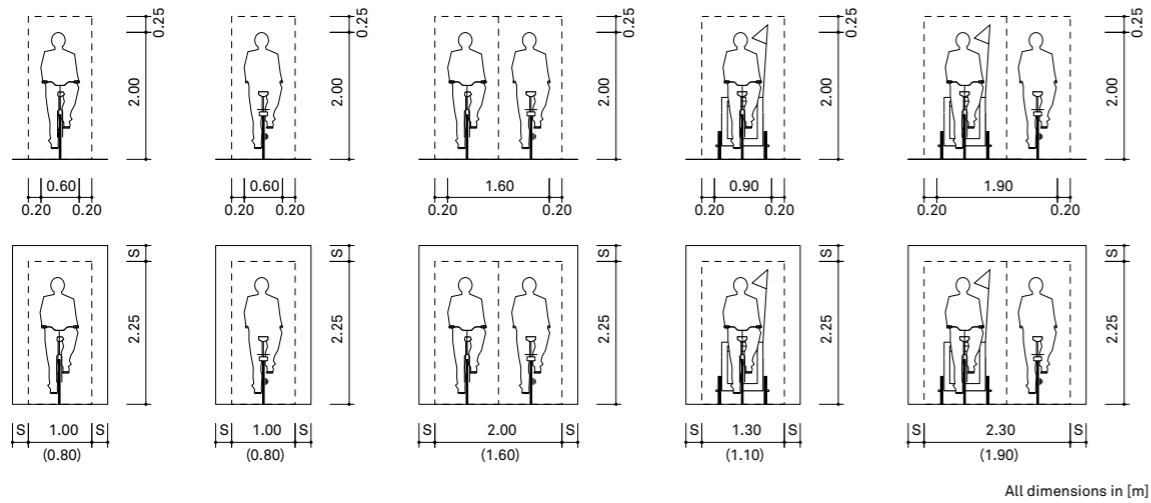 0.25 0.25 0.25 0.25 0.25
2.00 2.00 2.00 2.00 2.00
0.60 0.60 1.60 0.90 1.90
0.20 0.20 0.20 0.20 0.20 0.20 0.20 0.20 0.20 0.20
S S S S S
2.25 2.25 2.25 2.25 2.25
S 1.00 S S 1.00 S S 2.00 S S 1.30 S S 2.30 S
(0.80) (0.80) (1.60) (1.10) (1.90)
All dimensions in [m]